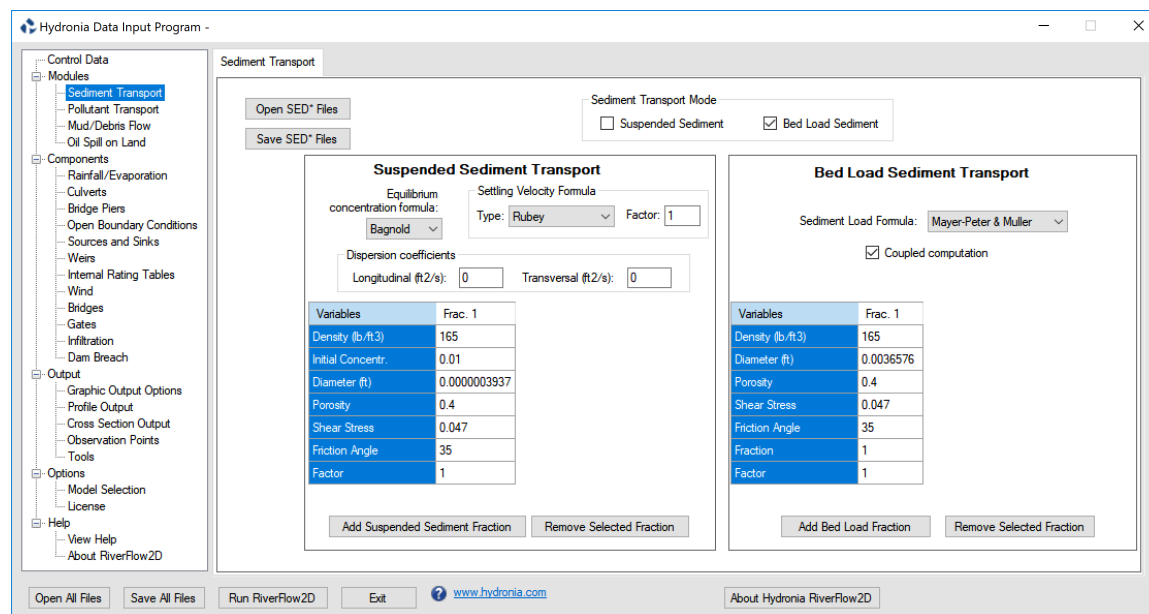 Hydronia Data Input Program -
Control Data
Modules
Sediment Transport
Pollutant Transport
Mud/Debris Flow
Oil Spill on Land
Components
Rainfall/Evaporation
Culverts
Bridge Piers
Open Boundary Conditions
Sources and Sinks
Weirs
Internal Rating Tables
Wind
Bridges
Gates
Infiltration
Dam Breach
Output
Graphic Output Options
Profile Output
Cross Section Output
Observation Points
Tools
Options
Model Selection
License
Help
View Help
About RiverFlow2D
Sediment Transport
Open SED* Files
Save SED* Files
Sediment Transport Mode
Suspended Sediment Bed Load Sediment
Suspended Sediment Transport
Equilibrium
concentration formula:
Bagnold
Settling Velocity Formula
Type: Rubey Factor: 1
Dispersion coefficients
Longitudinal (ft2/s): 0 Transversal (ft2/s): 0
Variables Frac. 1
Density (lb/ft3) 165
Initial Concentr. 0.01
Diameter (ft) 0.0000003937
Porosity 0.4
Shear Stress 0.047
Friction Angle 35
Factor 1
Add Suspended Sediment Fraction Remove Selected Fraction
Bed Load Sediment Transport
Sediment Load Formula: Mayer-Peter & Muller
Coupled computation
Variables Frac. 1
Density (lb/ft3) 165
Diameter (ft) 0.0036576
Porosity 0.4
Shear Stress 0.047
Friction Angle 35
Fraction 1
Factor 1
Add Bed Load Fraction Remove Selected Fraction
Open All Files Save All Files Run RiverFlow2D Exit ? www.hydronia.com About Hydronia RiverFlow2D